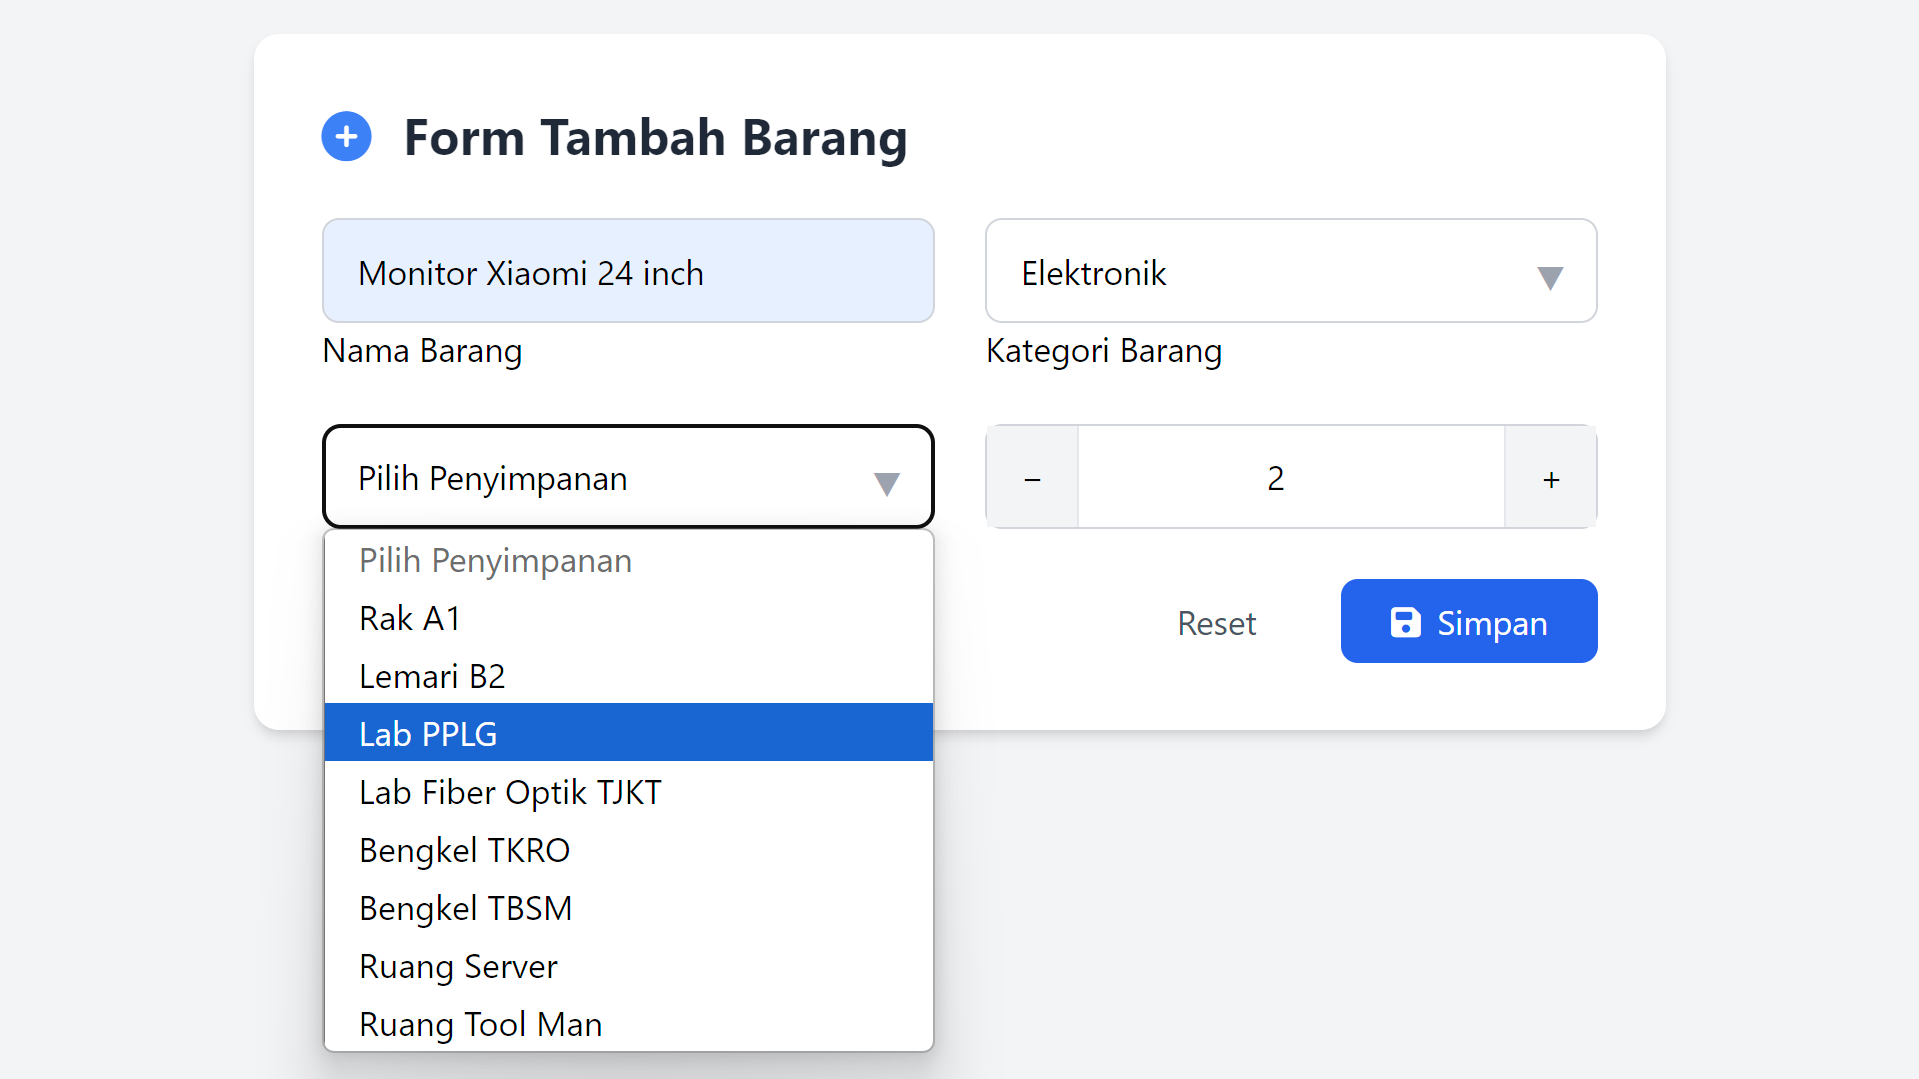 Form Tambah Barang
Monitor Xiaomi 24 inch
Elektronik
Nama Barang
Kategori Barang
Pilih Penyimpanan
− 2 +
Pilih Penyimpanan
Rak A1
Lemari B2
Lab PPLG
Lab Fiber Optik TJKT
Bengkel TKRO
Bengkel TBSM
Ruang Server
Ruang Tool Man
Reset
Simpan